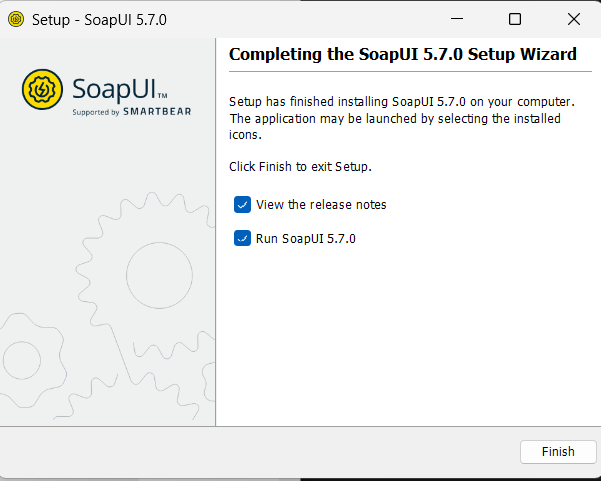 Setup - SoapUI 5.7.0
SoapUI™
Supported by SMARTBEAR
Completing the SoapUI 5.7.0 Setup Wizard
Setup has finished installing SoapUI 5.7.0 on your computer.
The application may be launched by selecting the installed
icons.
Click Finish to exit Setup.
View the release notes
Run SoapUI 5.7.0
Finish